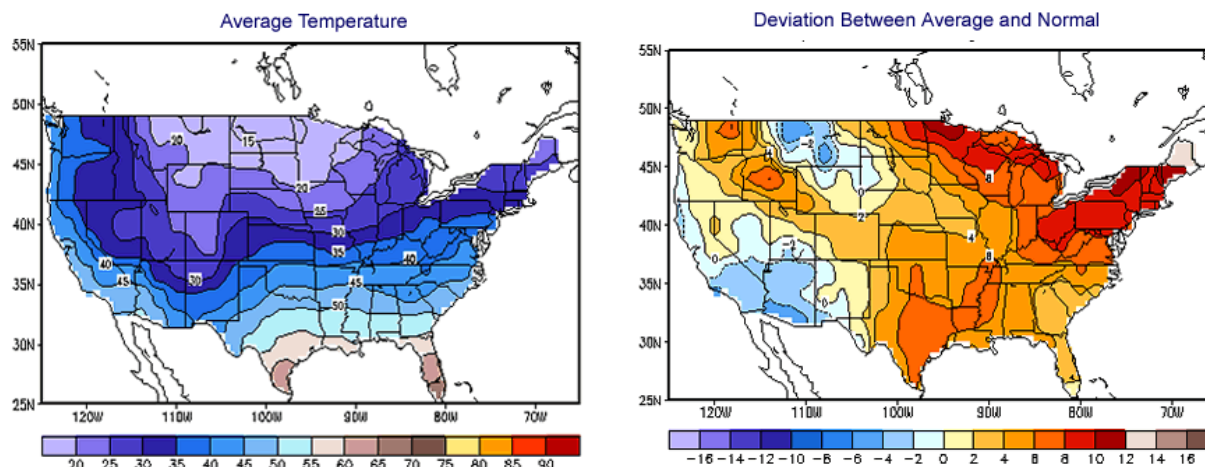 Average Temperature
Deviation Between Average and Normal
55N
50N
45N
40N
35N
30N
25N
20
15
20
25
30
35
40
40
45
45
30
50
120W
110W
100W
90W
80W
70W
20 25 30 35 40 45 50 55 60 65 70 75 80 85 90
55N
50N
45N
40N
35N
30N
25N
-2
4
8
0
2
-2
4
0
8
0
4
120W
110W
100W
90W
80W
70W
-16 -14 -12 -10 -8 -6 -4 -2 0 2 4 6 8 10 12 14 16